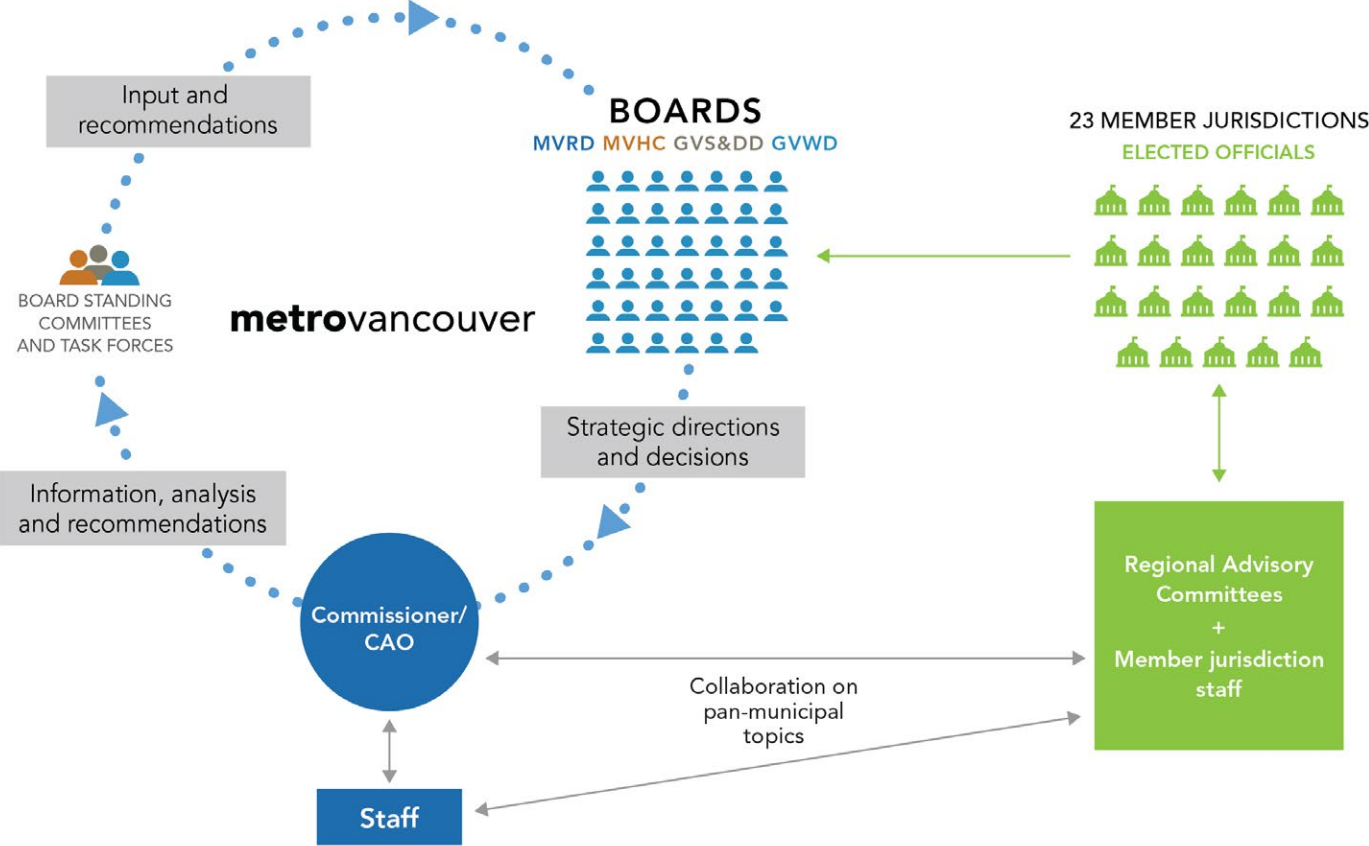 Input and
recommendations
BOARDS
MVRD MVHC GVS&DD GVWD
23 MEMBER JURISDICTIONS
ELECTED OFFICIALS
BOARD STANDING
COMMITTEES
AND TASK FORCES
metrovancouver
Strategic directions
and decisions
Information, analysis
and recommendations
Commissioner/
CAO
Regional Advisory
Committees
+
Member jurisdiction
staff
Collaboration on
pan-municipal
topics
Staff